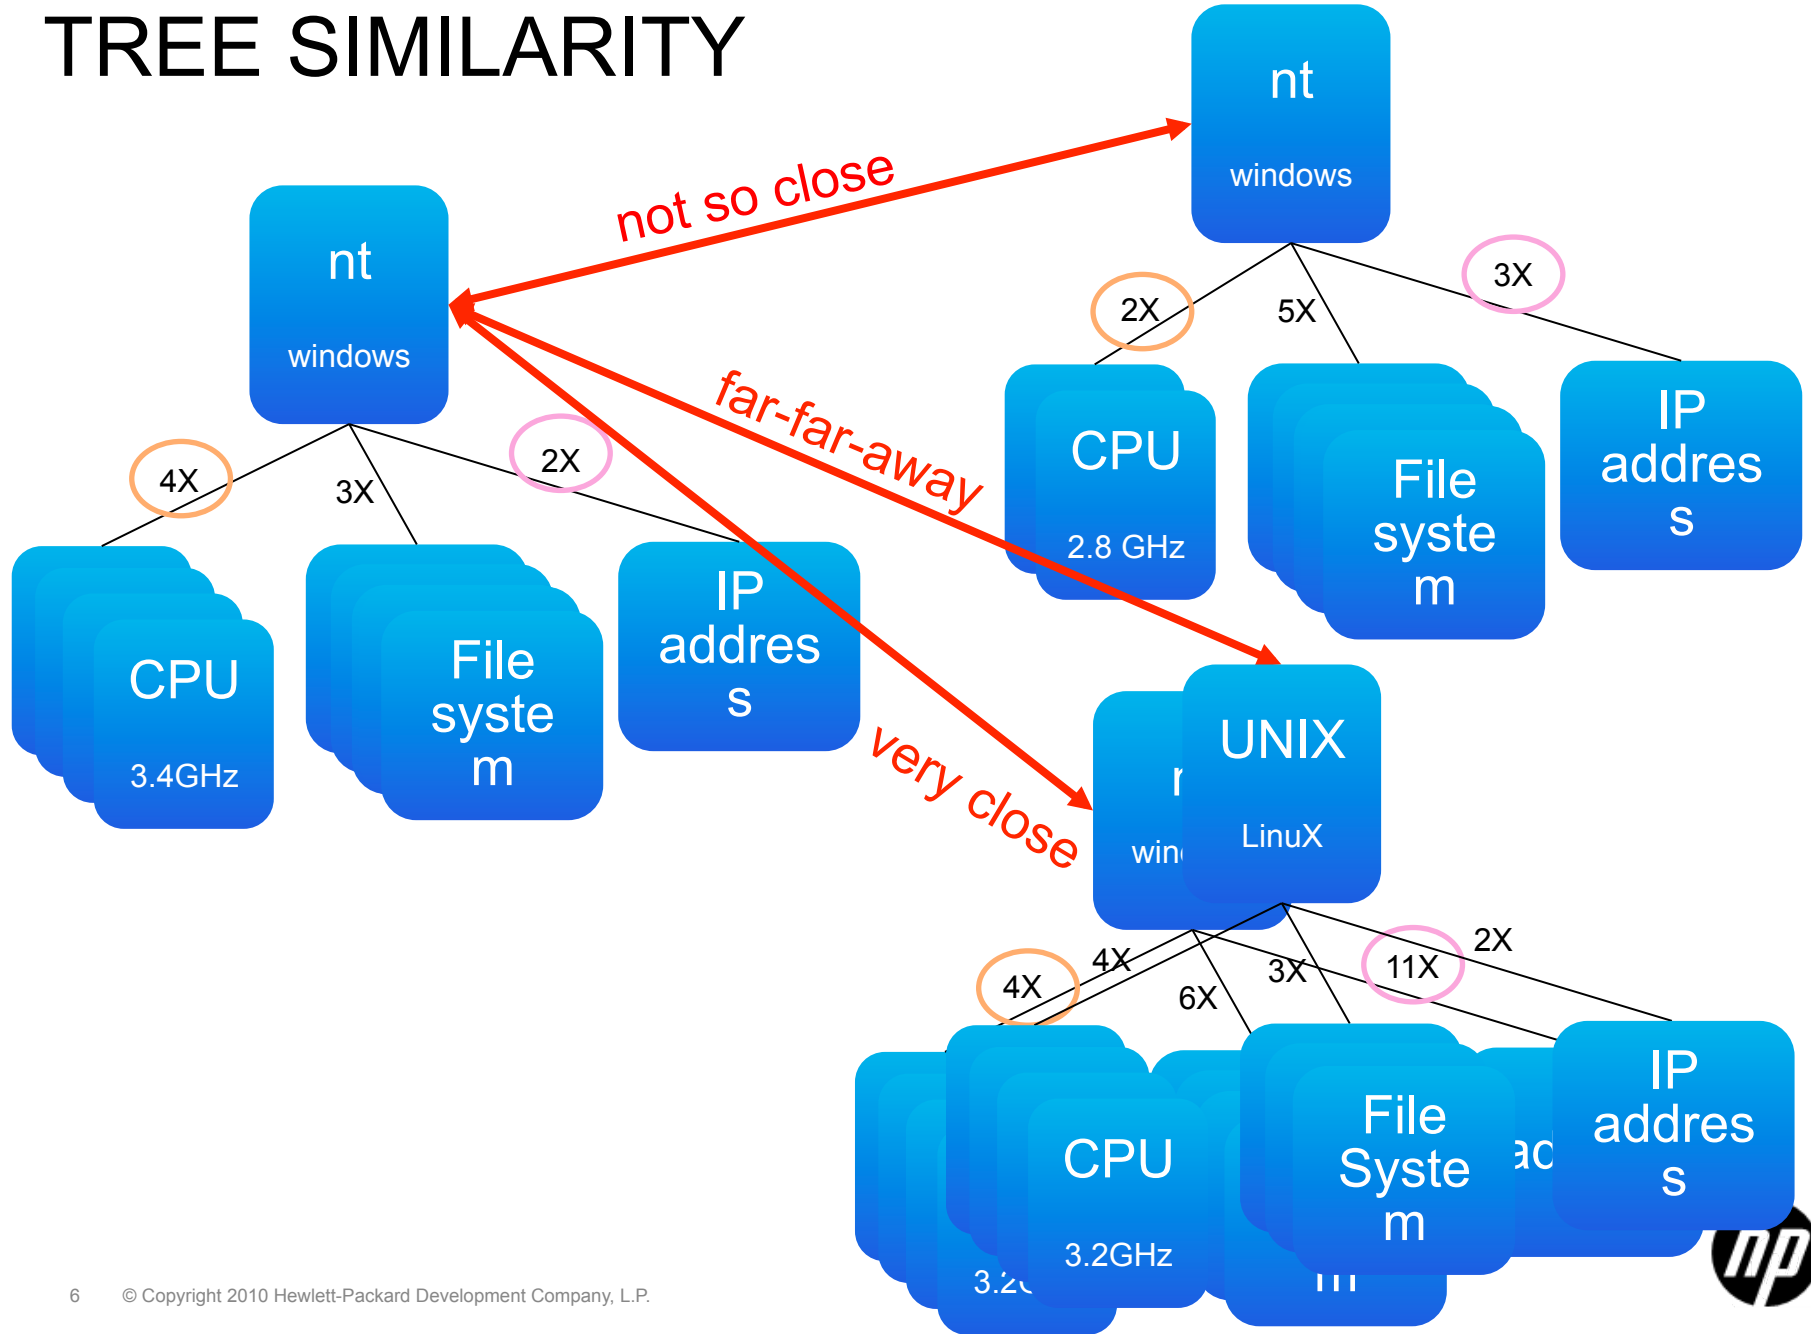 TREE SIMILARITY
nt
windows
not so close
nt
windows
2X
5X
3X
CPU
2.8 GHz
File
syste
m
IP
addres
s
4X
3X
2X
CPU
3.4GHz
File
syste
m
IP
addres
s
far-far-away
very close
UNIX
LinuX
4X
4X
6X
3X
11X
2X
CPU
3.2GHz
File
Syste
m
IP
addres
s
hp
6 © Copyright 2010 Hewlett-Packard Development Company, L.P.